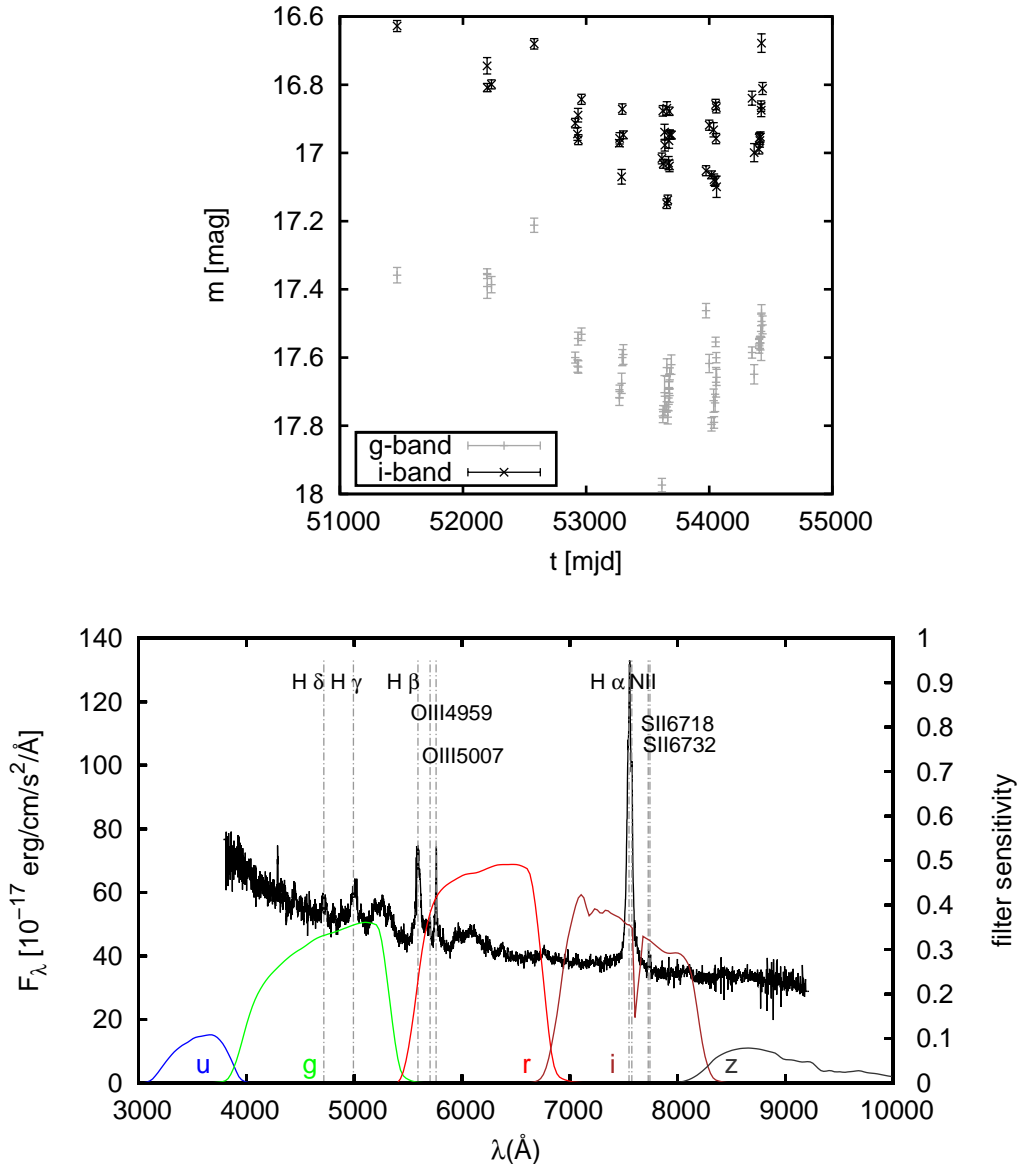 16.6
16.8
17
17.2
17.4
17.6
17.8
18
m [mag]
g-band
i-band
51000 52000 53000 54000 55000
t [mjd]
140
120
100
80
60
40
20
0
F_λ [10^−17 erg/cm/s^2/Å]
H δ H γ H β H α NII
OIII4959
OIII5007
SII6718
SII6732
u g r i z
1
0.9
0.8
0.7
0.6
0.5
0.4
0.3
0.2
0.1
0
filter sensitivity
3000 4000 5000 6000 7000 8000 9000 10000
λ(Å)